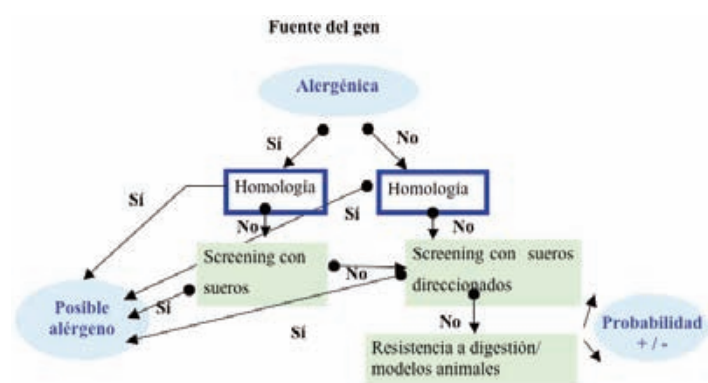 Fuente del gen
Alergénica
Sí
No
Homología
Homología
Sí
Sí
No
No
Screening con
sueros
Screening con sueros
direccionados
No
Posible
alérgeno
Sí
Sí
No
Probabilidad
+ / -
Resistencia a digestión/
modelos animales